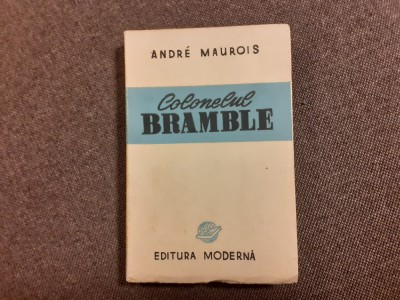 ANDRÉ MAUROIS
Colonelul
BRAMBLE
EDITURA MODERNĂ